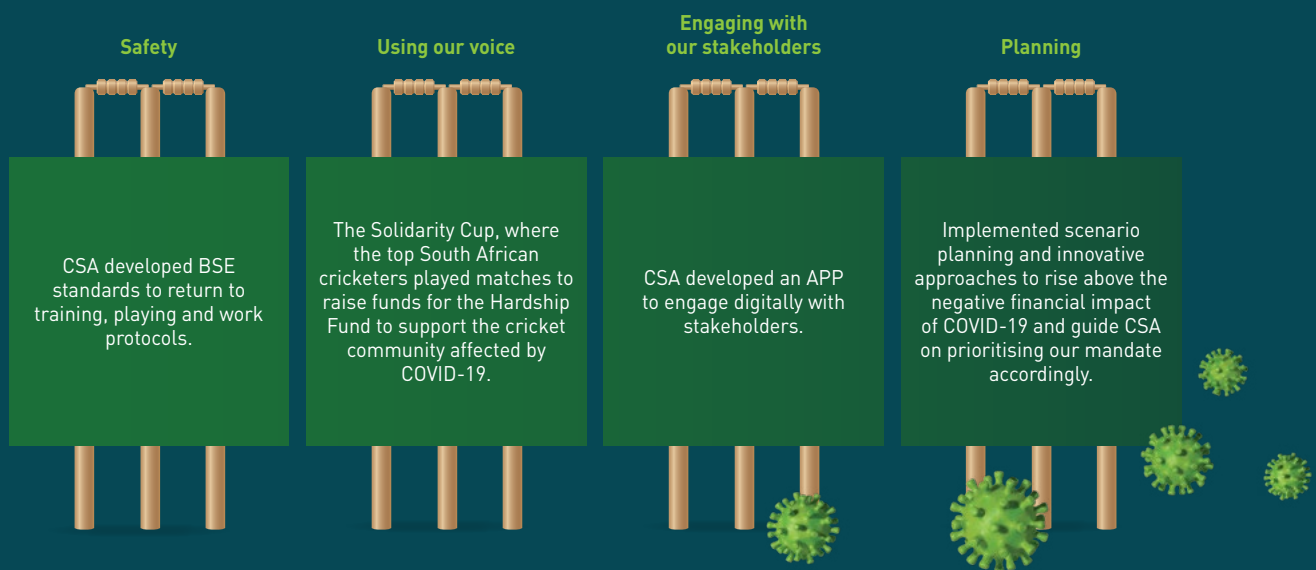 Safety
CSA developed BSE
standards to return to
training, playing and work
protocols.
Using our voice
The Solidarity Cup, where
the top South African
cricketers played matches to
raise funds for the Hardship
Fund to support the cricket
community affected by
COVID-19.
Engaging with
our stakeholders
CSA developed an APP
to engage digitally with
stakeholders.
Planning
Implemented scenario
planning and innovative
approaches to rise above the
negative financial impact
of COVID-19 and guide CSA
on prioritising our mandate
accordingly.